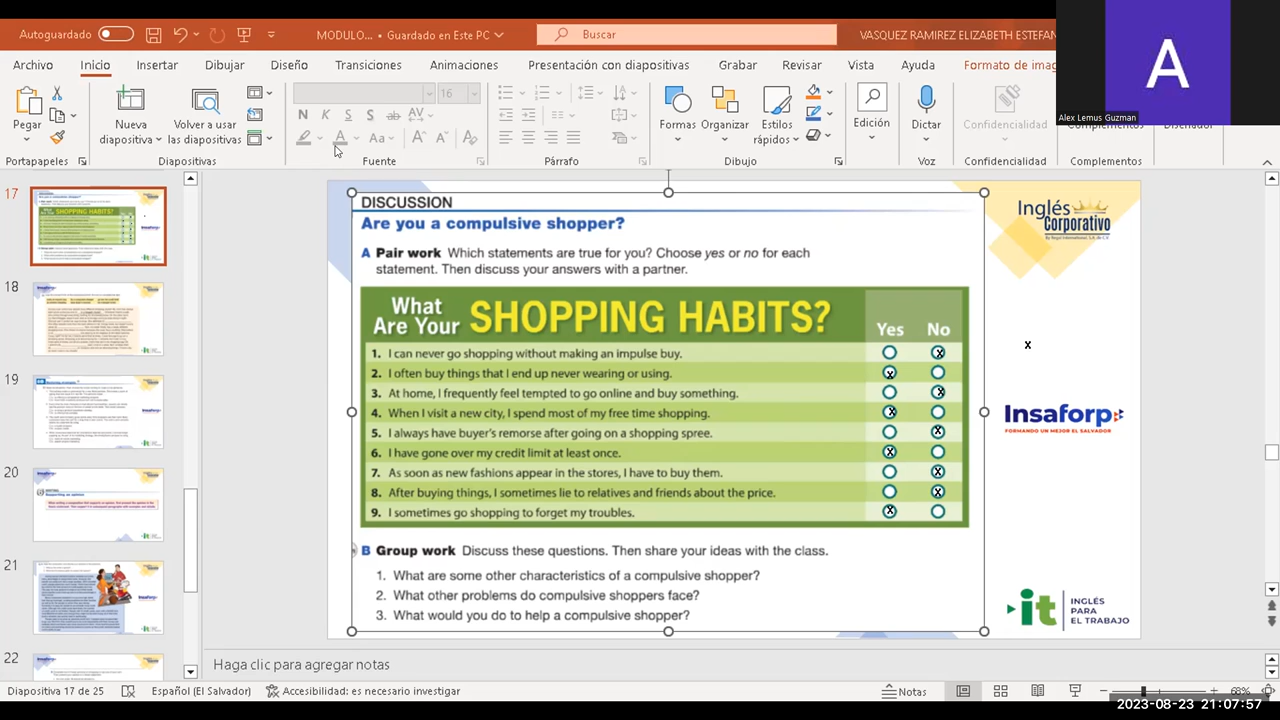 Autoguardado
MODULO... • Guardado en Este PC
Buscar
VASQUEZ RAMIREZ ELIZABETH ESTEFAN
Archivo Inicio Insertar Dibujar Diseño Transiciones Animaciones Presentación con diapositivas Grabar Revisar Vista Ayuda Formato de imag
A
Alex Lemus Guzman
Pegar
Nueva diapositiva
Volver a usar las diapositivas
16
N K S
Formas
Organizar
Estilos rápidos
Edición
Dictar
Confidencialidad
Portapapeles Diapositivas Fuente Párrafo Dibujo Voz Confidencialidad Complementos
17
18
19
20
21
22
DISCUSSION
Are you a compulsive shopper?
A Pair work Which statements are true for you? Choose yes or no for each
statement. Then discuss your answers with a partner.
What
Are Your SHOPPING HABITS?
Yes No
1. I can never go shopping without making an impulse buy. x
2. I often buy things that I end up never wearing or using. x
3. At home, I frequently feel tempted to go online and buy something. x
4. When I visit a new city, I spend most of my free time shopping. x
5. I always have buyer's remorse after going on a shopping spree. x
6. I have gone over my credit limit at least once. x
7. As soon as new fashions appear in the stores, I have to buy them. x
8. After buying things, I sometimes lie to relatives and friends about the price. x
9. I sometimes go shopping to forget my troubles. x
x
B Group work Discuss these questions. Then share your ideas with the class.
1. What are some other characteristics of a compulsive shopper?
2. What other problems do compulsive shoppers face?
What would you do to help a compulsive shopper?
Inglés
Corporativo
Insaforp
FORMANDO UN MEJOR EL SALVADOR
it
INGLÉS
PARA
EL TRABAJO
Haga clic para agregar notas
Diapositiva 17 de 25
Español (El Salvador)
Accesibilidad: es necesario investigar
Notas
68%
2023-08-23 21:07:57